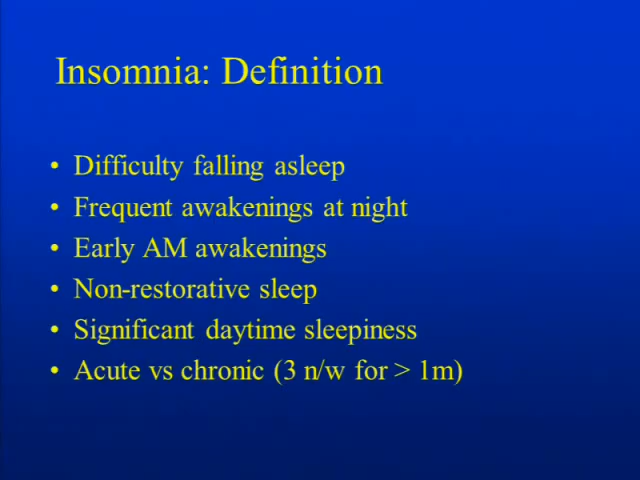 Insomnia: Definition
• Difficulty falling asleep
• Frequent awakenings at night
• Early AM awakenings
• Non-restorative sleep
• Significant daytime sleepiness
• Acute vs chronic (3 n/w for > 1m)